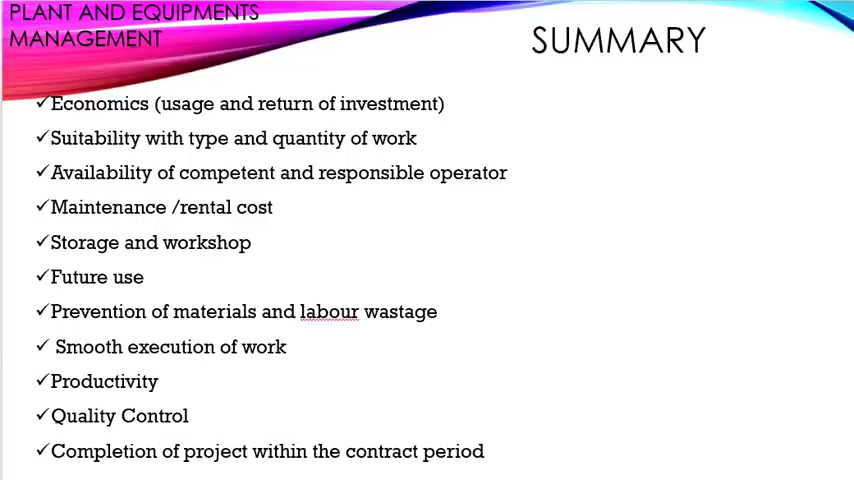 PLANT AND EQUIPMENTS
MANAGEMENT
SUMMARY
✓Economics (usage and return of investment)
✓Suitability with type and quantity of work
✓Availability of competent and responsible operator
✓Maintenance /rental cost
✓Storage and workshop
✓Future use
✓Prevention of materials and labour wastage
✓ Smooth execution of work
✓Productivity
✓Quality Control
✓Completion of project within the contract period